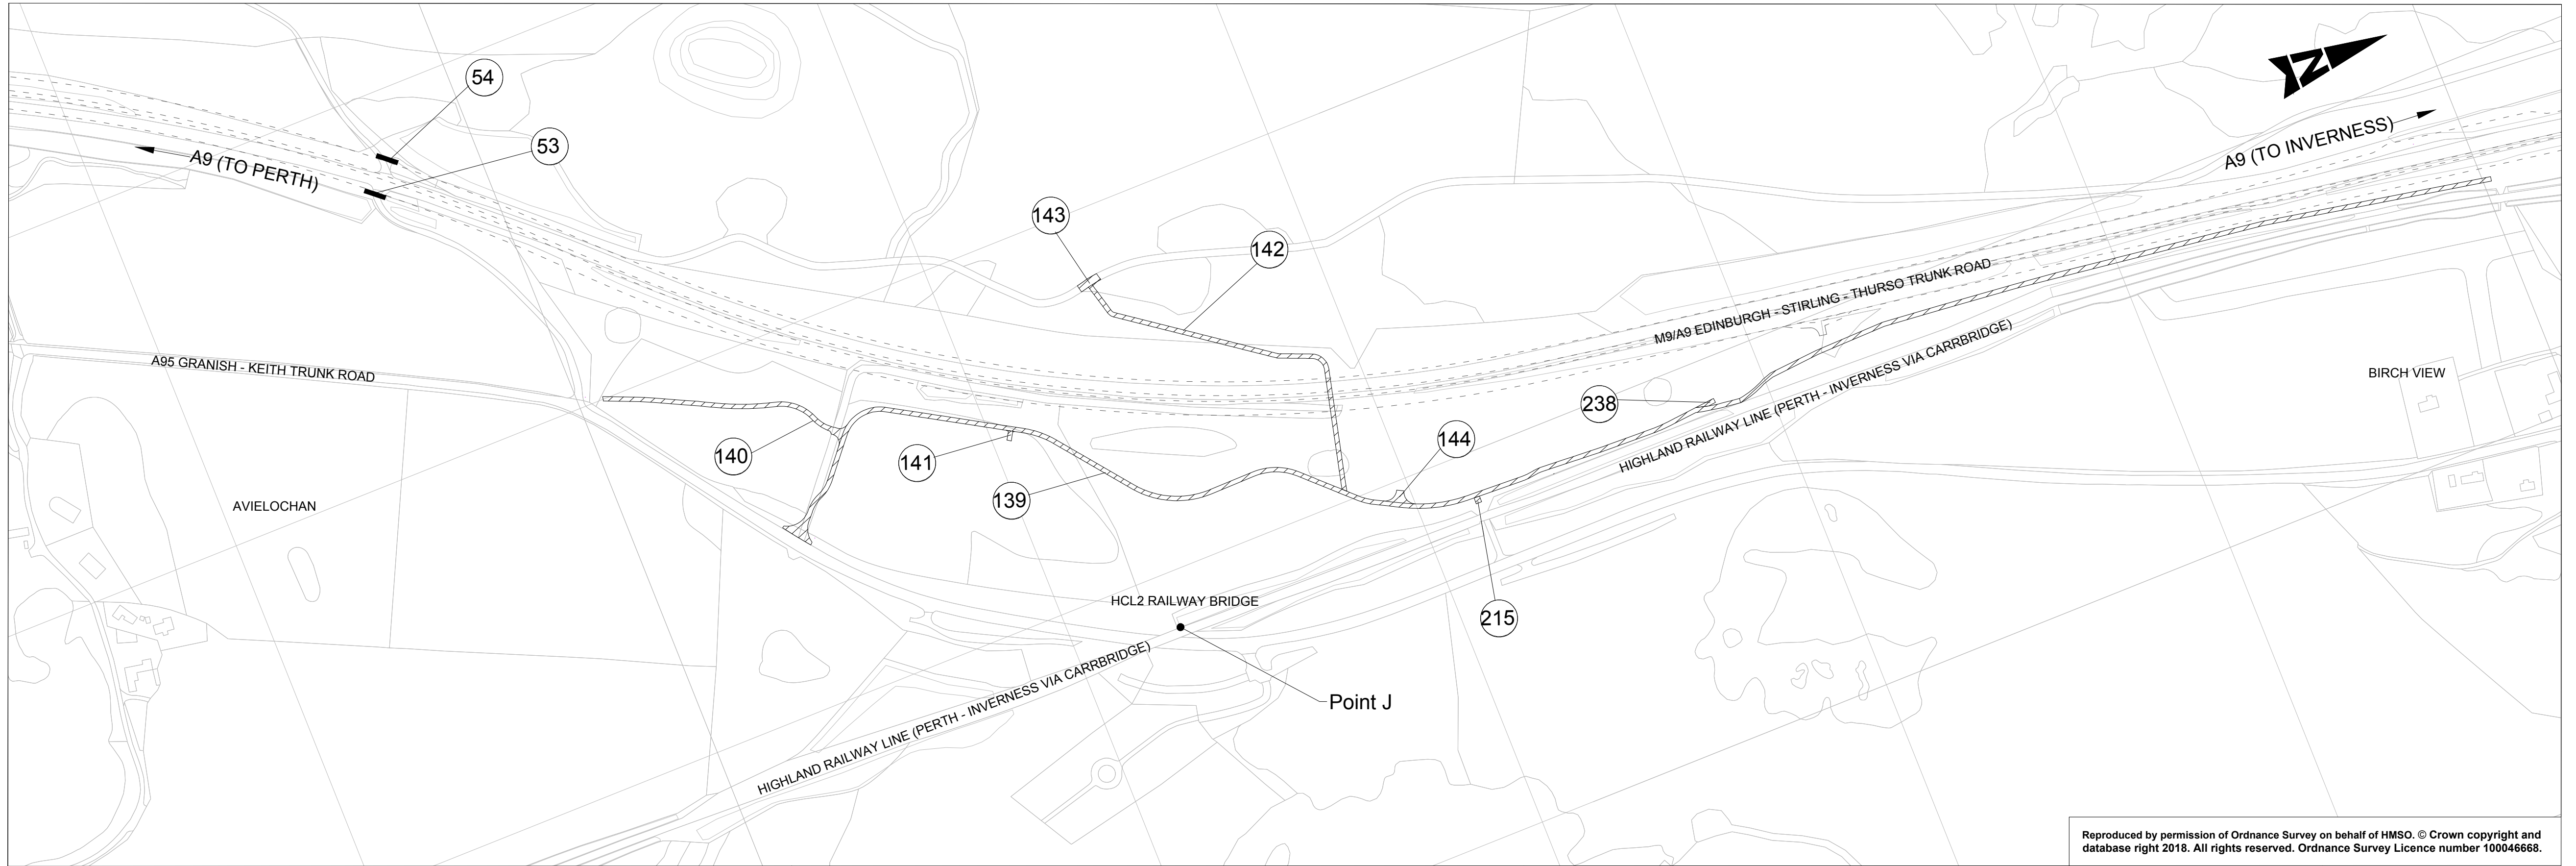 54
53
N
A9 (TO PERTH)
A9 (TO INVERNESS)
143
142
M9/A9 EDINBURGH - STIRLING - THURSO TRUNK ROAD
A95 GRANISH - KEITH TRUNK ROAD
HIGHLAND RAILWAY LINE (PERTH - INVERNESS VIA CARRBRIDGE)
BIRCH VIEW
238
140
141
144
139
AVIELOCHAN
HCL2 RAILWAY BRIDGE
215
HIGHLAND RAILWAY LINE (PERTH - INVERNESS VIA CARRBRIDGE)
Point J
Reproduced by permission of Ordnance Survey on behalf of HMSO. © Crown copyright and
database right 2018. All rights reserved. Ordnance Survey Licence number 100046668.